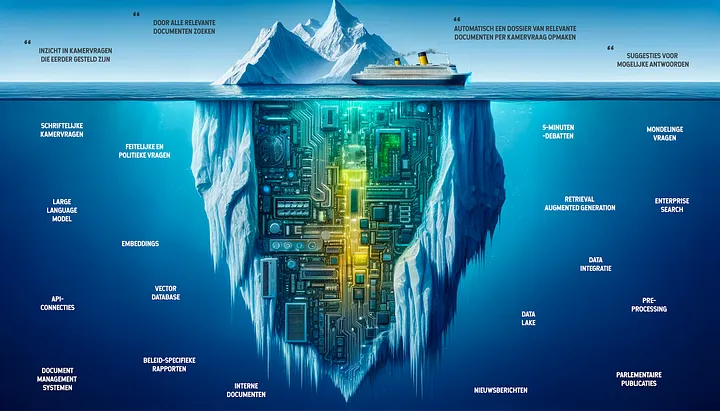 “
INZICHT IN KAMERVRAGEN
DIE EERDER GESTELD ZIJN
“
DOOR ALLE RELEVANTE
DOCUMENTEN ZOEKEN
“
AUTOMATISCH EEN DOSSIER VAN RELEVANTE
DOCUMENTEN PER KAMERVRAAG OPMAKEN
“
SUGGESTIES VOOR
MOGELIJKE ANTWOORDEN
SCHRIFTELIJKE
KAMERVRAGEN
FEITELIJKE EN
POLITIEKE VRAGEN
5-MINUTEN
-DEBATTEN
MONDELINGE
VRAGEN
LARGE
LANGUAGE
MODEL
EMBEDDINGS
RETRIEVAL
AUGMENTED GENERATION
ENTERPRISE
SEARCH
DATA
INTEGRATIE
API-
CONNECTIES
VECTOR
DATABASE
DATA
LAKE
PRE-
PROCESSING
DOCUMENT
MANAGEMENT
SYSTEMEN
BELEID-SPECIFIEKE
RAPPORTEN
INTERNE
DOCUMENTEN
NIEUWSBERICHTEN
PARLEMENTAIRE
PUBLICATIES